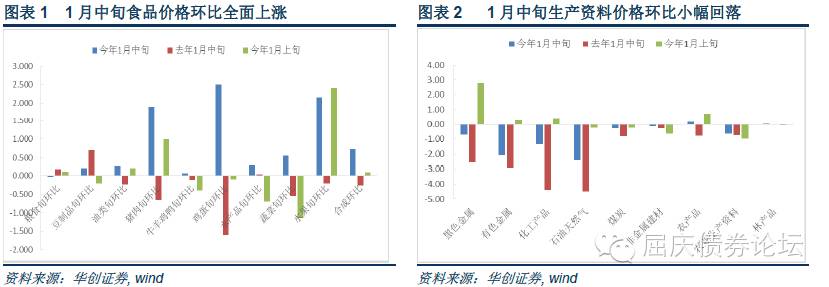 图表 1 1 月中旬食品价格环比全面上涨
今年1月中旬 去年1月中旬 今年1月上旬
3.000
2.500
2.000
1.500
1.000
0.500
0.000
-0.500
-1.000
-1.500
-2.000
豆制品旬环比
油类旬环比
猪肉旬环比
牛羊鸡鸭旬环比
鸡蛋旬环比
蔬菜旬环比
水果旬环比
合成环比
资料来源：华创证券, wind
图表 2 1 月中旬生产资料价格环比小幅回落
今年1月中旬 去年1月中旬 今年1月上旬
4.00
3.00
2.00
1.00
0.00
-1.00
-2.00
-3.00
-4.00
-5.00
黑色金属
有色金属
化工产品
石油天然气
煤炭
非金属建材
农产品
生产资料
林产品
屈庆债券论坛
资料来源：华创证券, wind